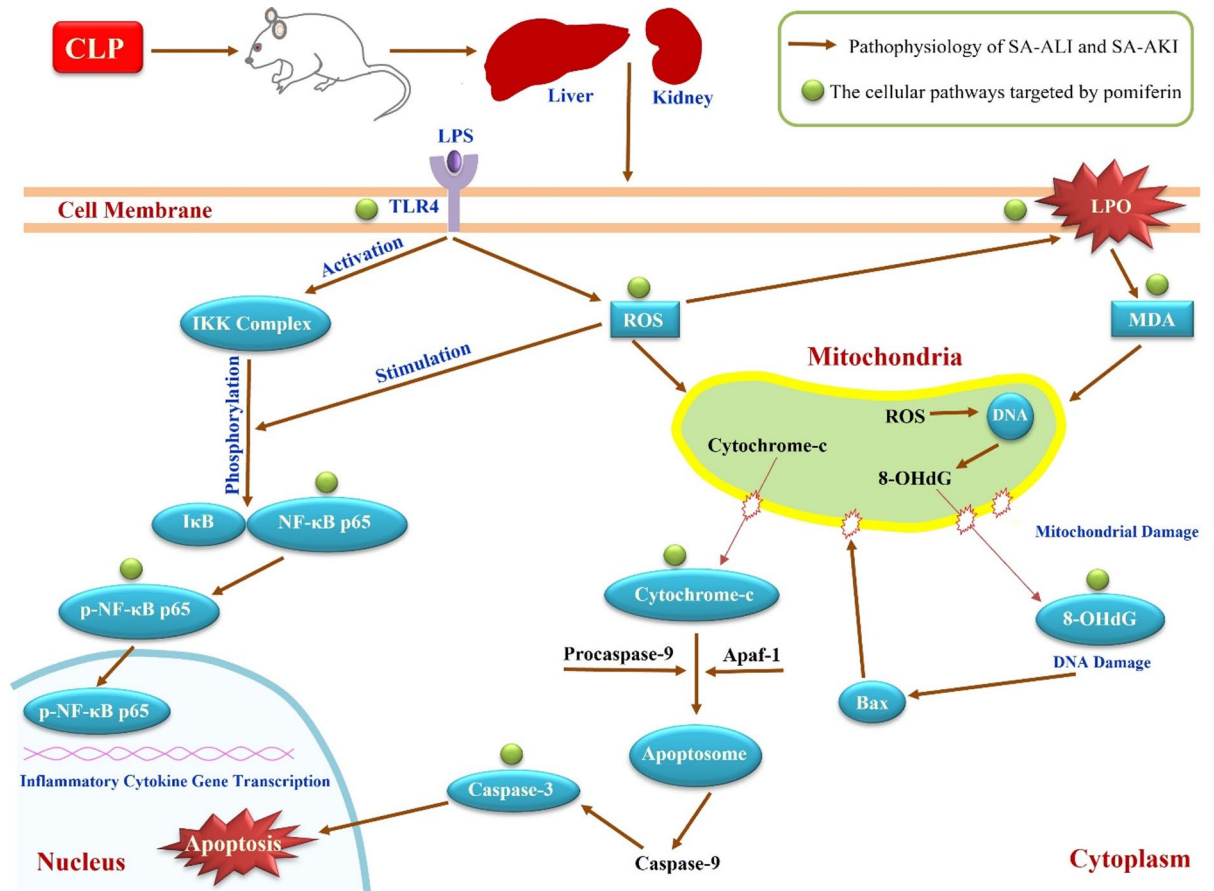 CLP
Liver
Kidney
Pathophysiology of SA-ALI and SA-AKI
The cellular pathways targeted by pomiferin
LPS
Cell Membrane
TLR4
LPO
Activation
IKK Complex
ROS
MDA
Stimulation
Phosphorylation
Mitochondria
ROS
DNA
Cytochrome-c
8-OHdG
IκB
NF-κB p65
Mitochondrial Damage
p-NF-κB p65
Cytochrome-c
8-OHdG
DNA Damage
Procaspase-9
Apaf-1
p-NF-κB p65
Bax
Apoptosome
Inflammatory Cytokine Gene Transcription
Caspase-3
Apoptosis
Nucleus
Caspase-9
Cytoplasm